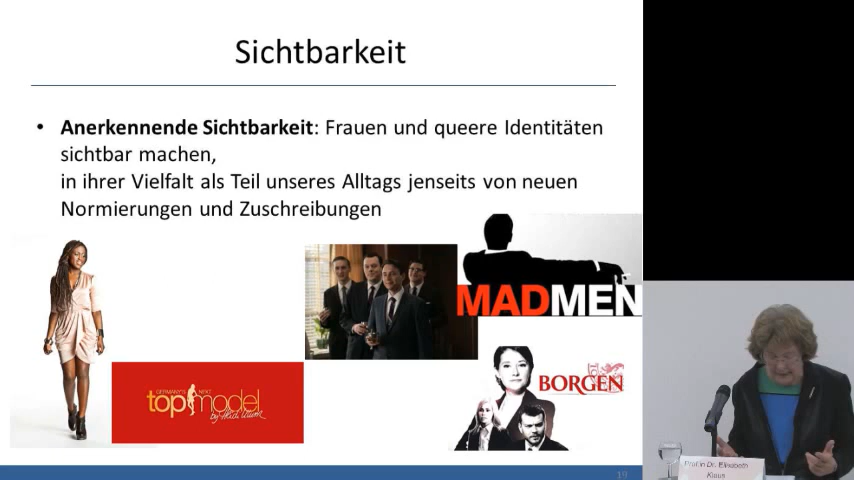 Sichtbarkeit
• Anerkennende Sichtbarkeit: Frauen und queere Identitäten
sichtbar machen,
in ihrer Vielfalt als Teil unseres Alltags jenseits von neuen
Normierungen und Zuschreibungen
MADMEN
GERMANY'S NEXT
topmodel
by Heidi Klum
BORGEN
19
Prof.in Dr. Elisabeth
Klaus